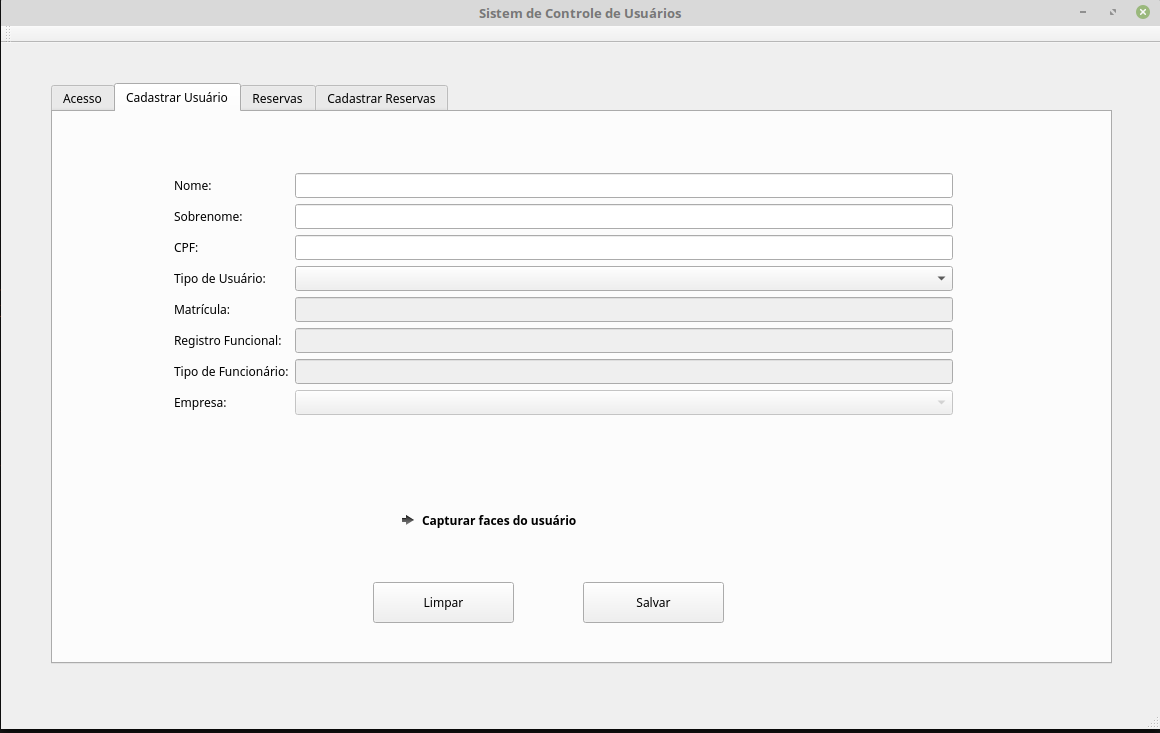 Sistem de Controle de Usuários
Acesso Cadastrar Usuário Reservas Cadastrar Reservas
Nome:
Sobrenome:
CPF:
Tipo de Usuário:
Matrícula:
Registro Funcional:
Tipo de Funcionário:
Empresa:
Capturar faces do usuário
Limpar Salvar